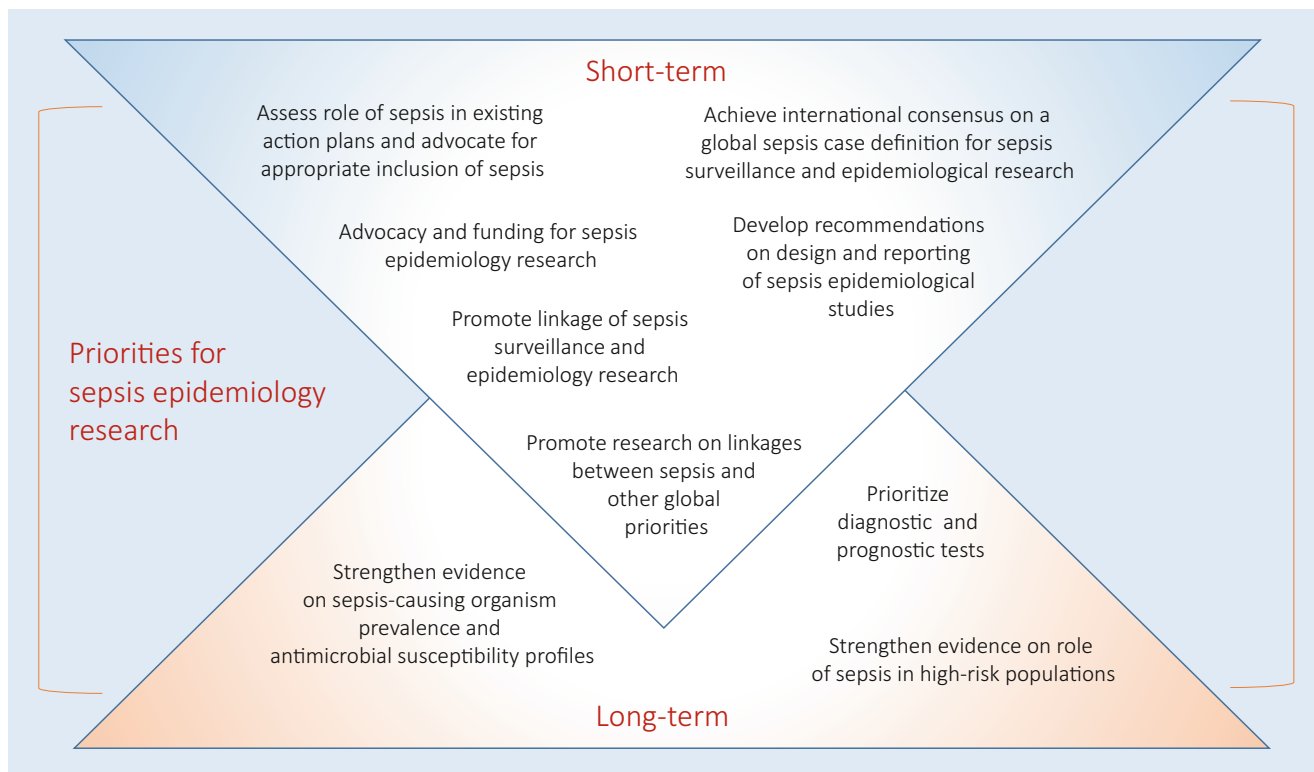 Short-term
Assess role of sepsis in existing
action plans and advocate for
appropriate inclusion of sepsis
Achieve international consensus on a
global sepsis case definition for sepsis
surveillance and epidemiological research
Advocacy and funding for sepsis
epidemiology research
Develop recommendations
on design and reporting
of sepsis epidemiological
studies
Promote linkage of sepsis
surveillance and
epidemiology research
Priorities for
sepsis epidemiology
research
Promote research on linkages
between sepsis and
other global
priorities
Prioritize
diagnostic and
prognostic tests
Strengthen evidence
on sepsis-causing organism
prevalence and
antimicrobial susceptibility profiles
Strengthen evidence on role
of sepsis in high-risk populations
Long-term